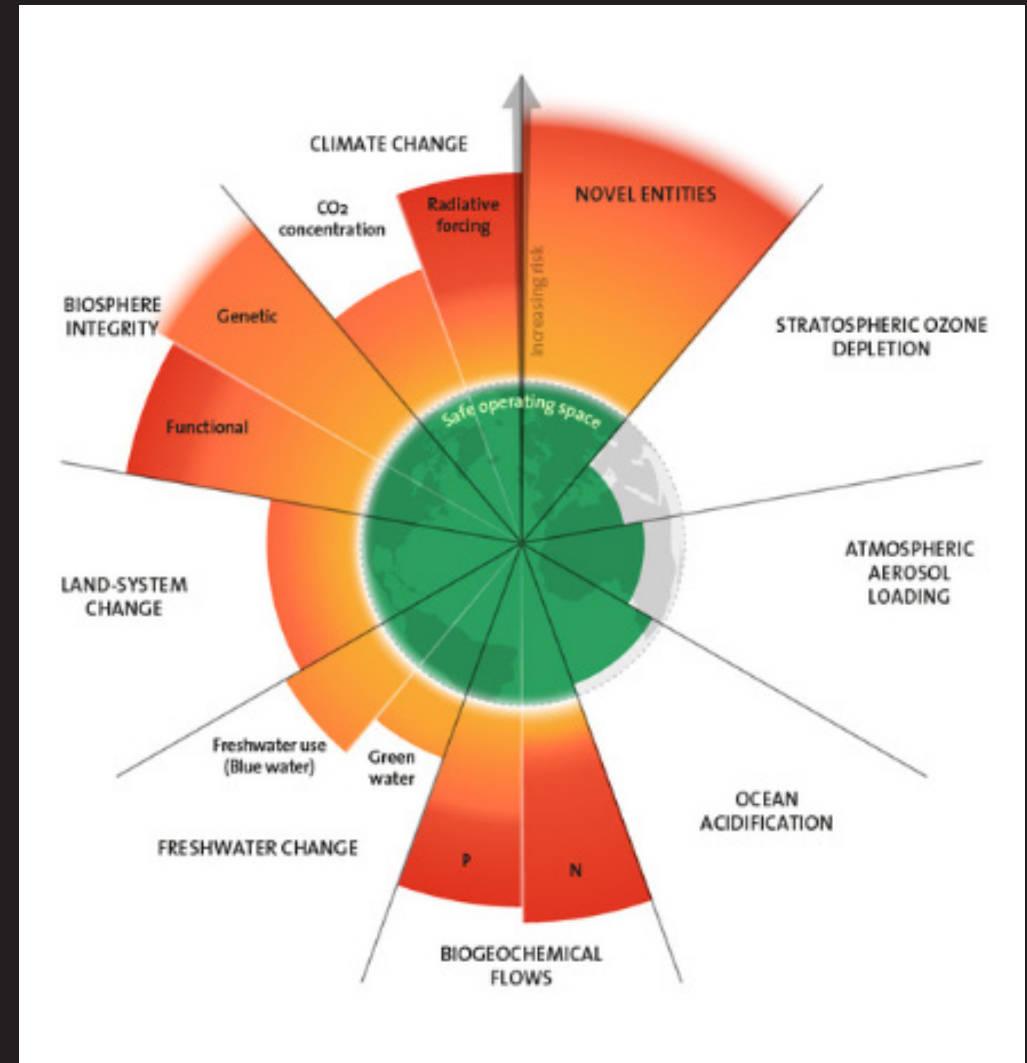 CLIMATE CHANGE
CO2
concentration
Radiative
forcing
NOVEL ENTITIES
Increasing risk
STRATOSPHERIC OZONE
DEPLETION
BIOSPHERE
INTEGRITY
Genetic
Functional
Safe operating space
ATMOSPHERIC
AEROSOL
LOADING
LAND-SYSTEM
CHANGE
Freshwater use
(Blue water)
Green
water
FRESHWATER CHANGE
OCEAN
ACIDIFICATION
P
N
BIOGEOCHEMICAL
FLOWS